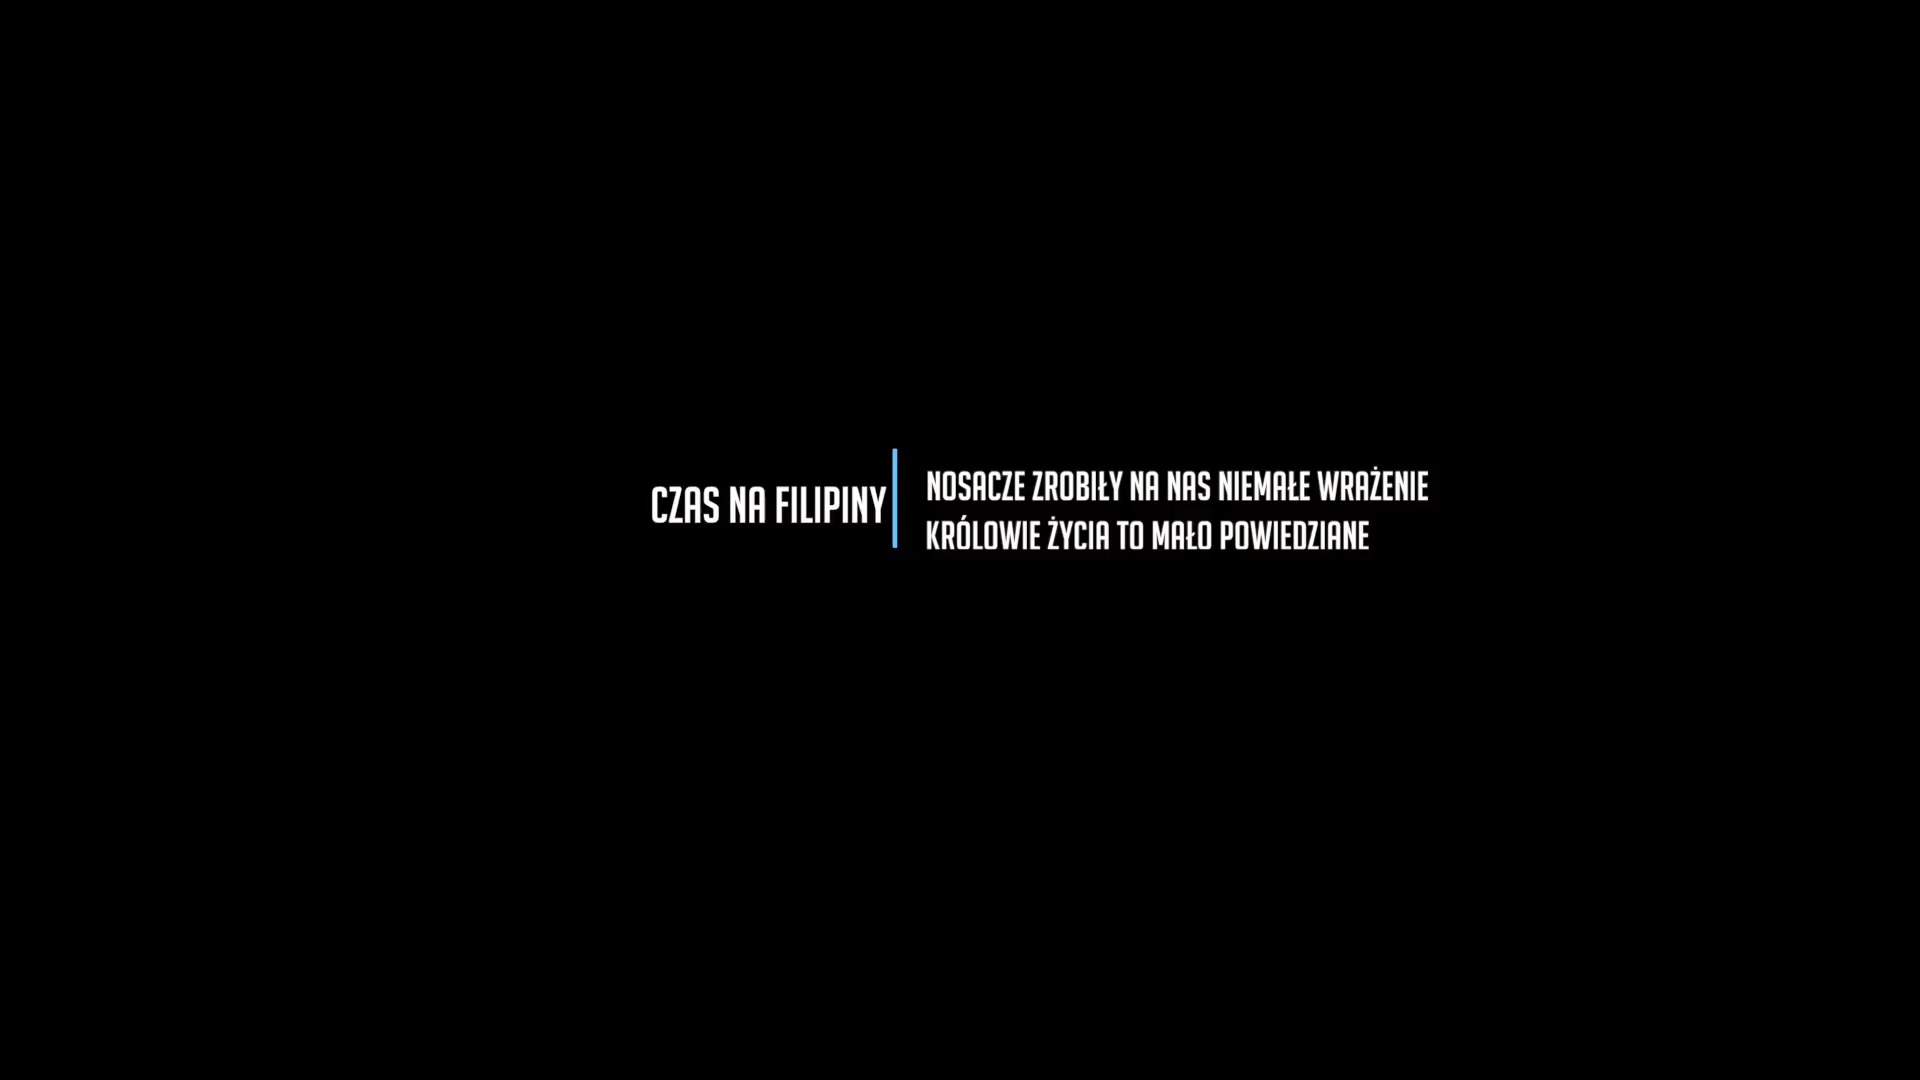 CZAS NA FILIPINY
NOSACZE ZROBIŁY NA NAS NIEMAŁE WRAŻENIE
KRÓLOWIE ŻYCIA TO MAŁO POWIEDZIANE